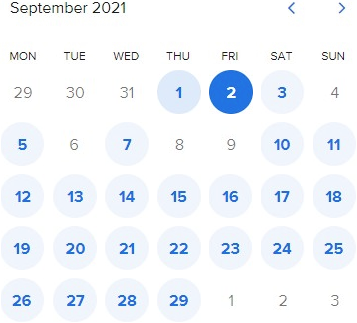 September 2021
MON TUE WED THU FRI SAT SUN
29 30 31 1 2 3 4
5 6 7 8 9 10 11
12 13 14 15 16 17 18
19 20 21 22 23 24 25
26 27 28 29 1 2 3